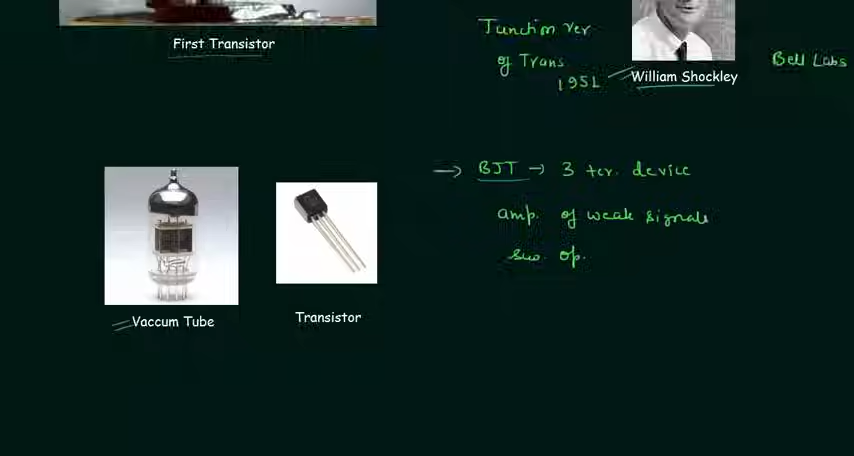 First Transistor
Junction ver
of Trans
1951
William Shockley
Bell Labs
→ BJT → 3 ter. device
amp. of weak signals
sw. op.
Vaccum Tube
Transistor